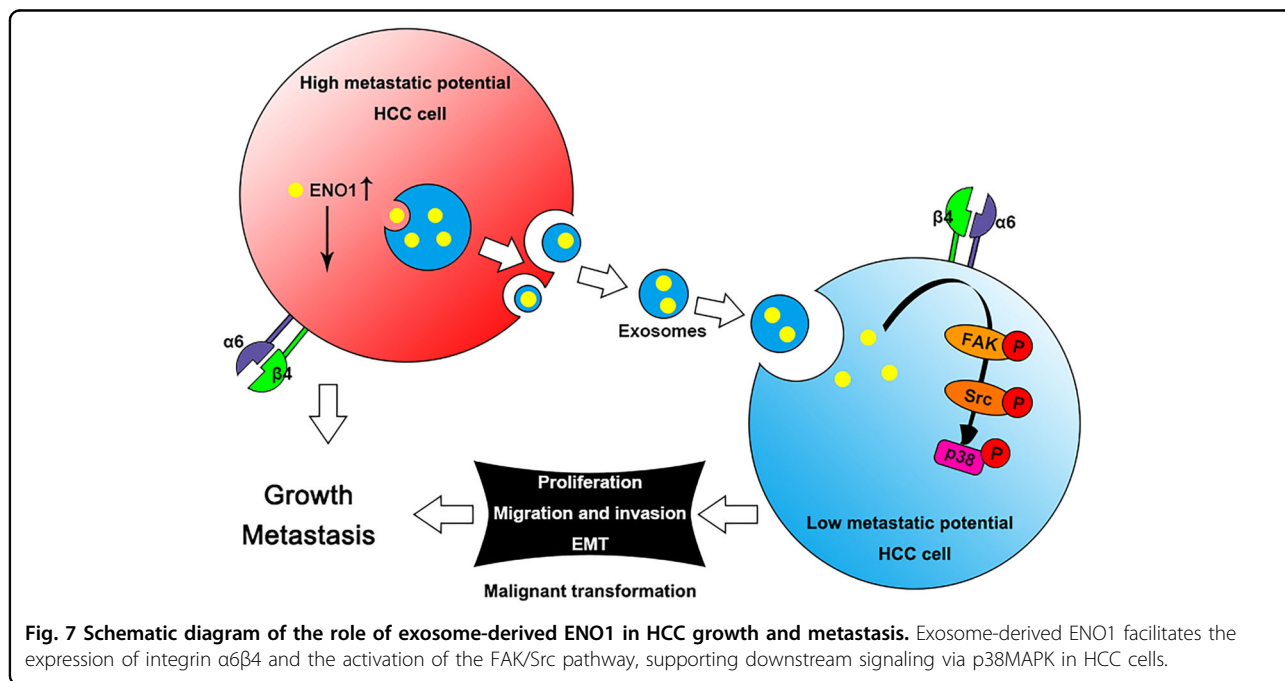 High metastatic potential
HCC cell
ENO1↑
α6
β4
Exosomes
β4
α6
FAK P
Src P
p38 P
Low metastatic potential
HCC cell
Growth
Metastasis
Proliferation
Migration and invasion
EMT
Malignant transformation
Fig. 7 Schematic diagram of the role of exosome-derived ENO1 in HCC growth and metastasis. Exosome-derived ENO1 facilitates the
expression of integrin α6β4 and the activation of the FAK/Src pathway, supporting downstream signaling via p38MAPK in HCC cells.